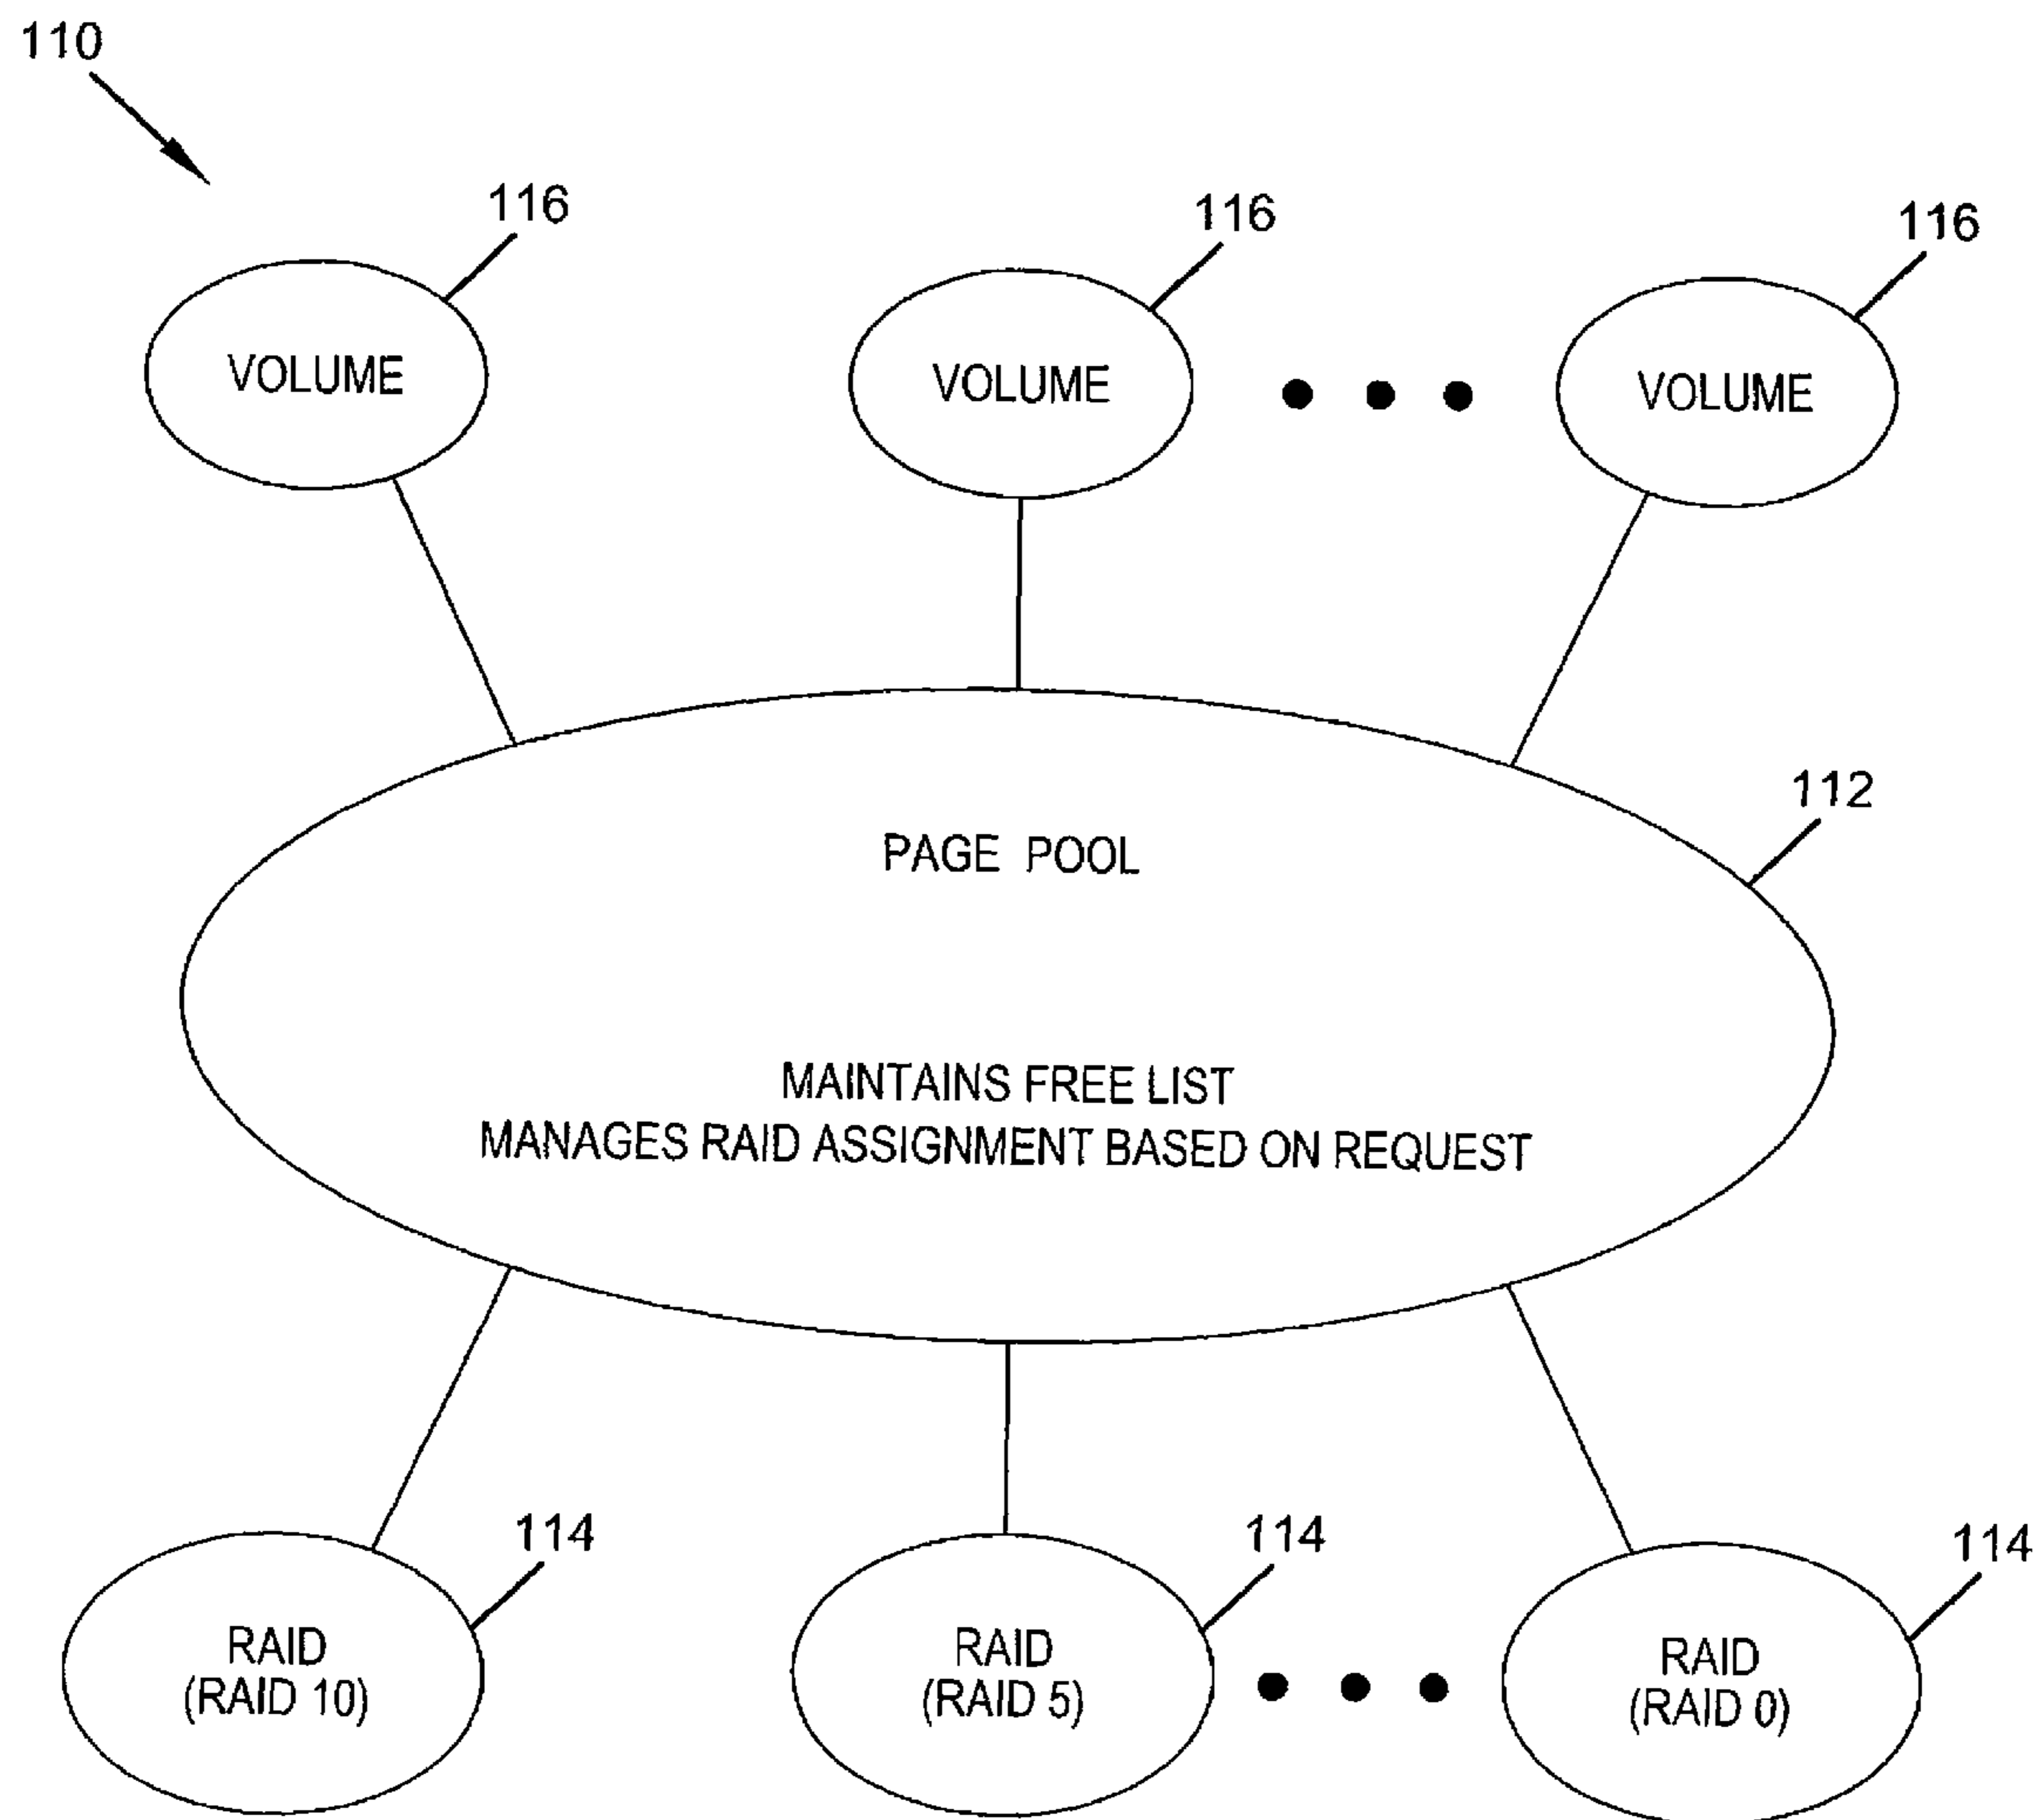 110
116
116
116
VOLUME
VOLUME
VOLUME
112
PAGE POOL
MAINTAINS FREE LIST
MANAGES RAID ASSIGNMENT BASED ON REQUEST
114
114
114
RAID
(RAID 10)
RAID
(RAID 5)
RAID
(RAID 0)